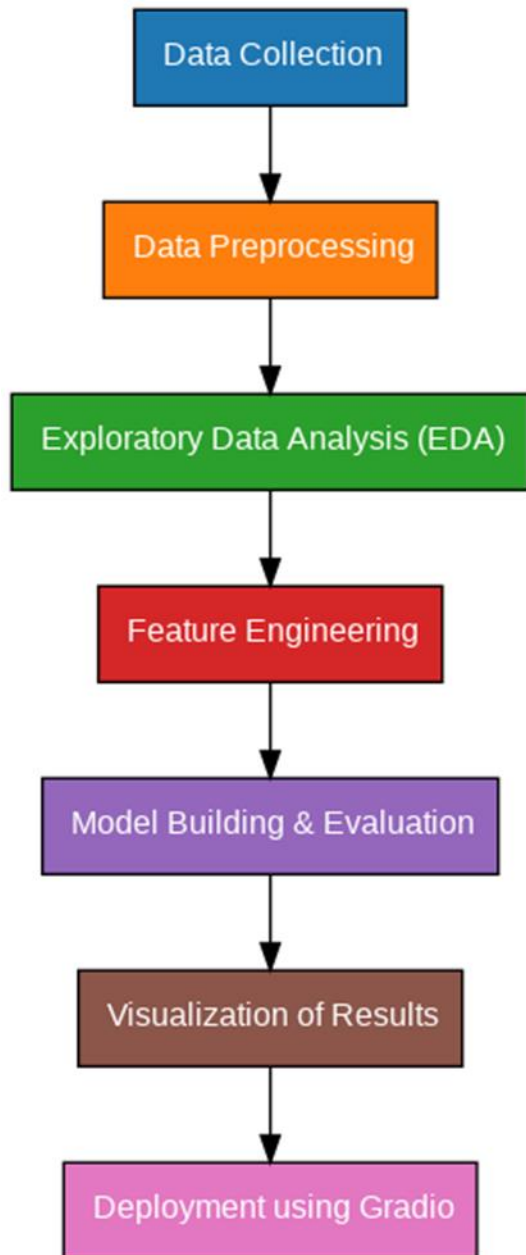 Data Collection
Data Preprocessing
Exploratory Data Analysis (EDA)
Feature Engineering
Model Building & Evaluation
Visualization of Results
Deployment using Gradio